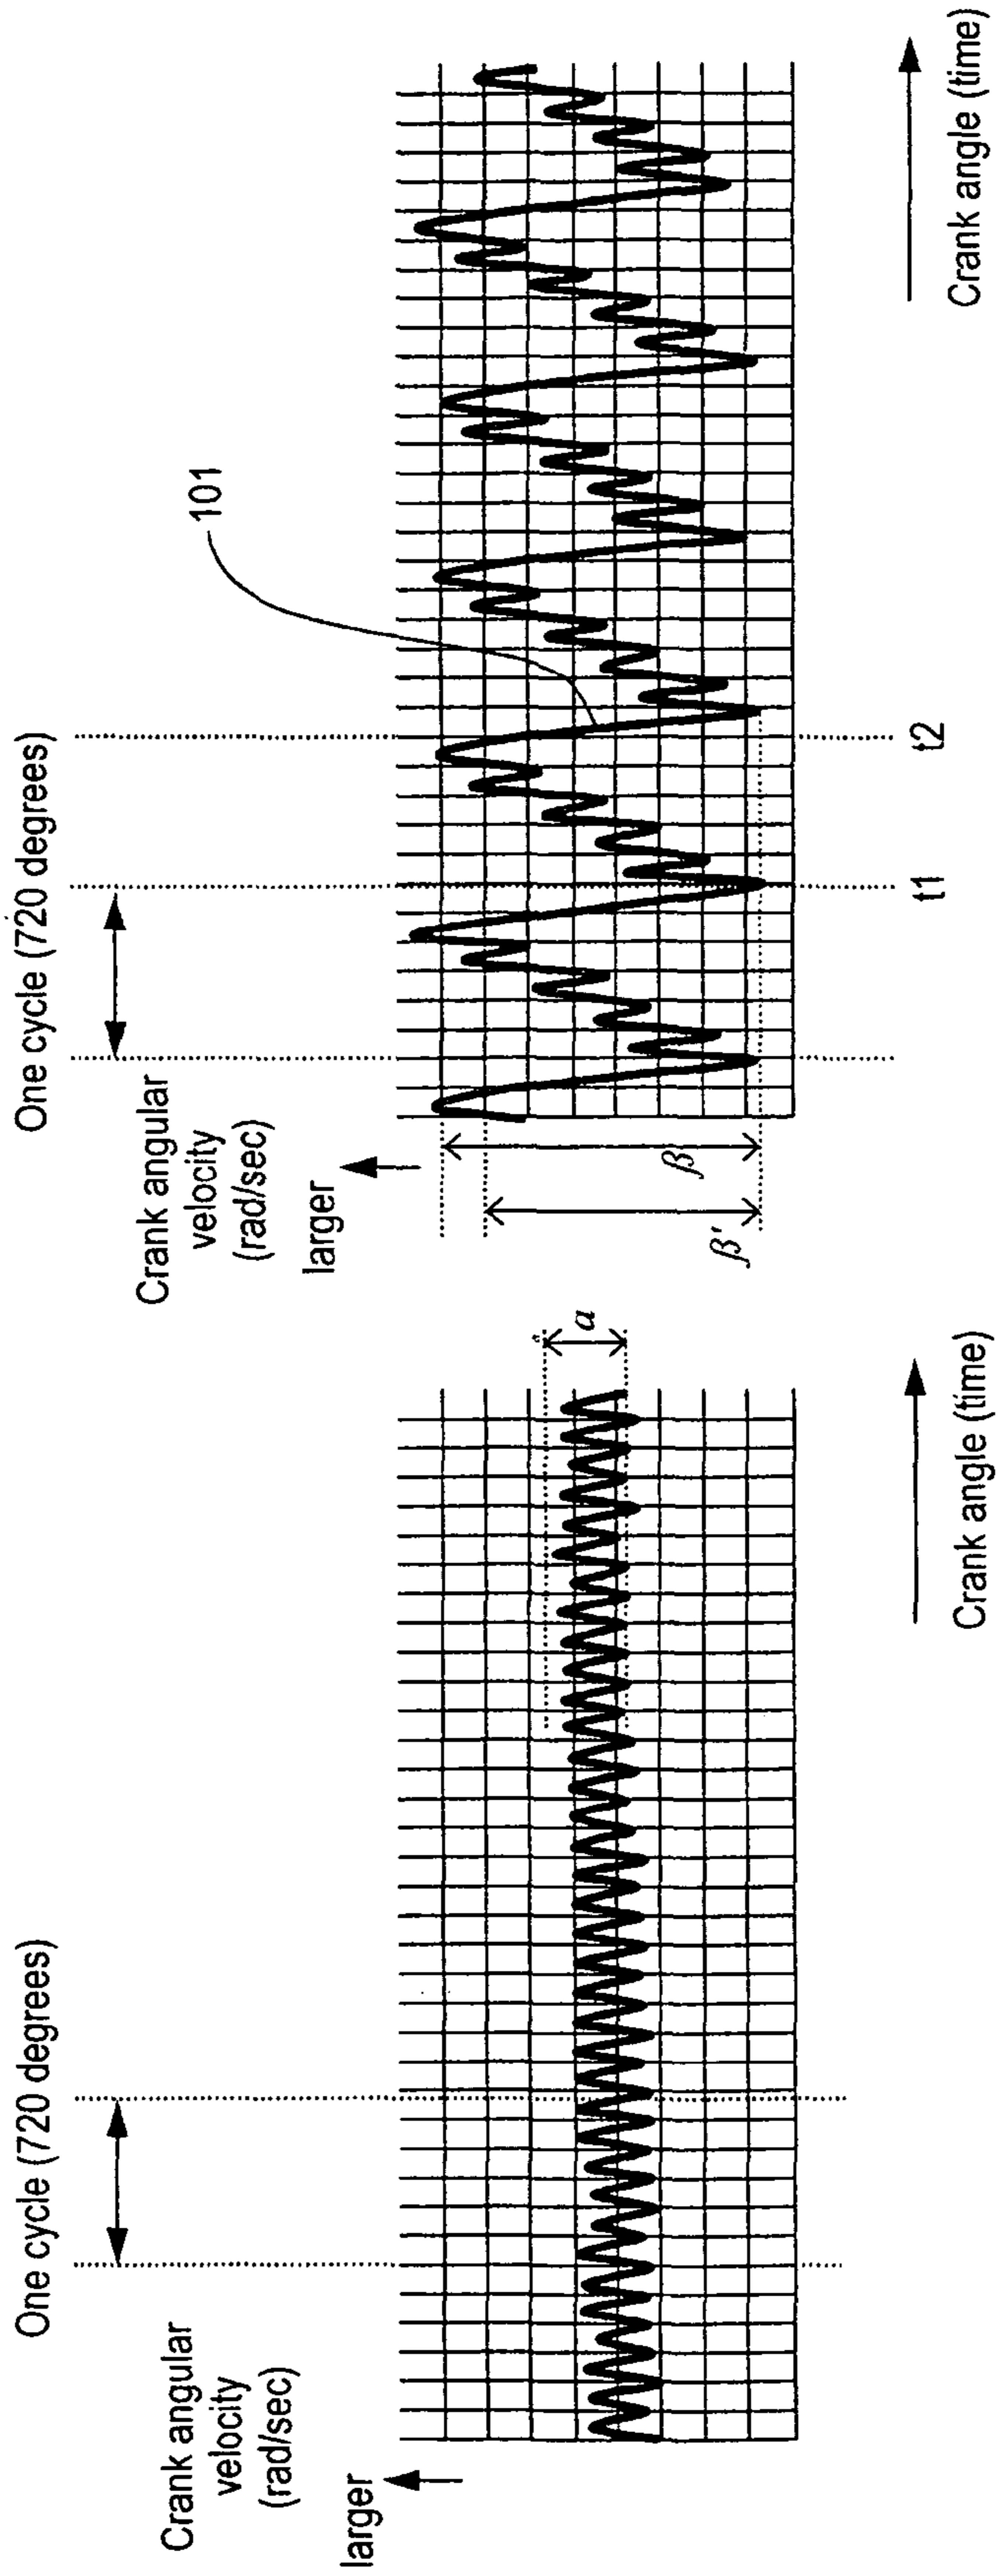 One cycle (720 degrees)
Crank angular
velocity
(rad/sec)
larger
a
Crank angle (time)
One cycle (720 degrees)
Crank angular
velocity
(rad/sec)
larger
101
β
β'
t1
t2
Crank angle (time)